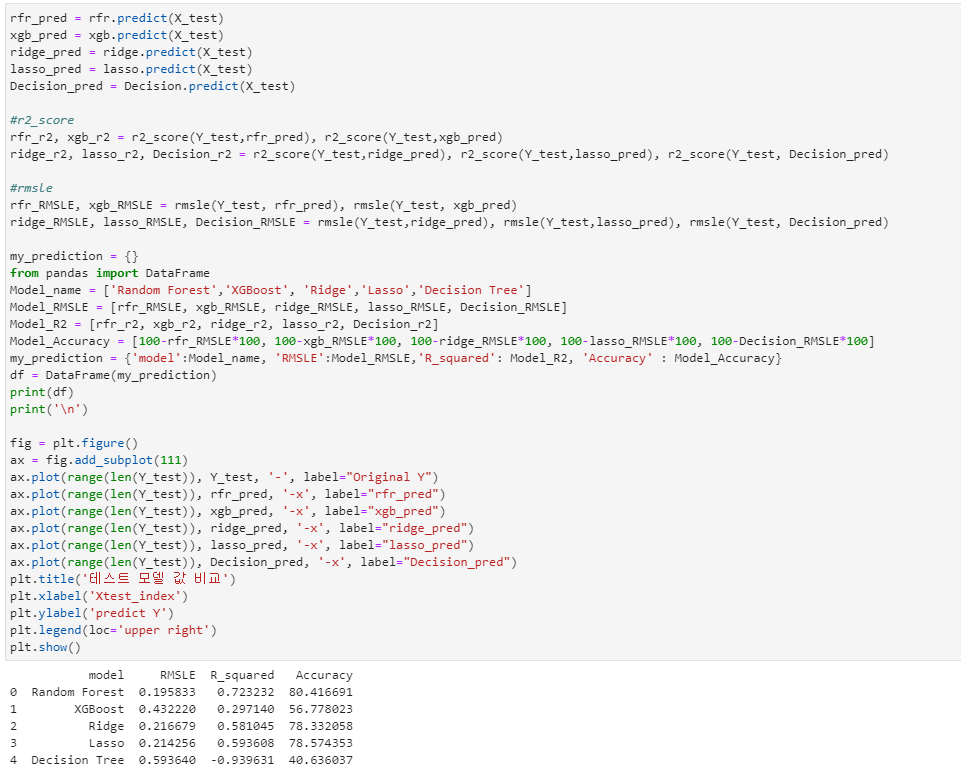 rfr_pred = rfr.predict(X_test)
xgb_pred = xgb.predict(X_test)
ridge_pred = ridge.predict(X_test)
lasso_pred = lasso.predict(X_test)
Decision_pred = Decision.predict(X_test)

#r2_score
rfr_r2, xgb_r2 = r2_score(Y_test,rfr_pred), r2_score(Y_test,xgb_pred)
ridge_r2, lasso_r2, Decision_r2 = r2_score(Y_test,ridge_pred), r2_score(Y_test,lasso_pred), r2_score(Y_test, Decision_pred)

#rmsle
rfr_RMSLE, xgb_RMSLE = rmsle(Y_test, rfr_pred), rmsle(Y_test, xgb_pred)
ridge_RMSLE, lasso_RMSLE, Decision_RMSLE = rmsle(Y_test,ridge_pred), rmsle(Y_test,lasso_pred), rmsle(Y_test, Decision_pred)

my_prediction = {}
from pandas import DataFrame
Model_name = ['Random Forest','XGBoost', 'Ridge','Lasso','Decision Tree']
Model_RMSLE = [rfr_RMSLE, xgb_RMSLE, ridge_RMSLE, lasso_RMSLE, Decision_RMSLE]
Model_R2 = [rfr_r2, xgb_r2, ridge_r2, lasso_r2, Decision_r2]
Model_Accuracy = [100-rfr_RMSLE*100, 100-xgb_RMSLE*100, 100-ridge_RMSLE*100, 100-lasso_RMSLE*100, 100-Decision_RMSLE*100]
my_prediction = {'model':Model_name, 'RMSLE':Model_RMSLE,'R_squared': Model_R2, 'Accuracy' : Model_Accuracy}
df = DataFrame(my_prediction)
print(df)
print('\n')

fig = plt.figure()
ax = fig.add_subplot(111)
ax.plot(range(len(Y_test)), Y_test, '-', label="Original Y")
ax.plot(range(len(Y_test)), rfr_pred, '-x', label="rfr_pred")
ax.plot(range(len(Y_test)), xgb_pred, '-x', label="xgb_pred")
ax.plot(range(len(Y_test)), ridge_pred, '-x', label="ridge_pred")
ax.plot(range(len(Y_test)), lasso_pred, '-x', label="lasso_pred")
ax.plot(range(len(Y_test)), Decision_pred, '-x', label="Decision_pred")
plt.title('테스트 모델 값 비교')
plt.xlabel('Xtest_index')
plt.ylabel('predict Y')
plt.legend(loc='upper right')
plt.show()
model RMSLE R_squared Accuracy
0 Random Forest 0.195833 0.723232 80.416691
1 XGBoost 0.432220 0.297140 56.778023
2 Ridge 0.216679 0.581045 78.332058
3 Lasso 0.214256 0.593608 78.574353
4 Decision Tree 0.593640 -0.939631 40.636037